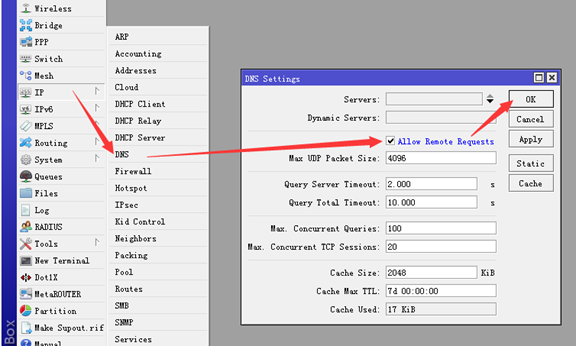 Wireless
Bridge
PPP
Switch
Mesh
IP
IPv6
MPLS
Routing
System
Queues
Files
Log
RADIUS
Tools
New Terminal
Dot1X
MetaROUTER
Partition
Make Supout.rif
Manual
Box
ARP
Accounting
Addresses
Cloud
DHCP Client
DHCP Relay
DHCP Server
DNS
Firewall
Hotspot
IPsec
Kid Control
Neighbors
Packing
Pool
Routes
SMB
SNMP
Services
DNS Settings
Servers:
Dynamic Servers:
Allow Remote Requests
Max UDP Packet Size: 4096
Query Server Timeout: 2.000 s
Query Total Timeout: 10.000 s
Max. Concurrent Queries: 100
Max. Concurrent TCP Sessions: 20
Cache Size: 2048 KiB
Cache Max TTL: 7d 00:00:00
Cache Used: 17 KiB
OK
Cancel
Apply
Static
Cache